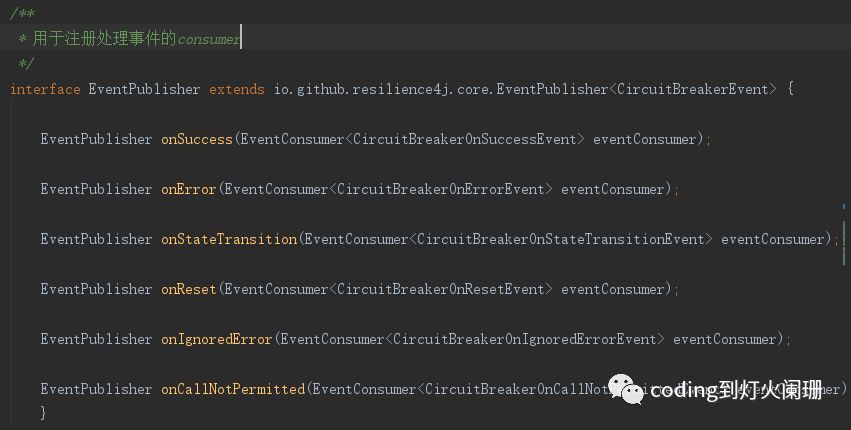 /**
* 用于注册处理事件的consumer
*/
interface EventPublisher extends io.github.resilience4j.core.EventPublisher<CircuitBreakerEvent> {
EventPublisher onSuccess(EventConsumer<CircuitBreakerOnSuccessEvent> eventConsumer);
EventPublisher onError(EventConsumer<CircuitBreakerOnErrorEvent> eventConsumer);
EventPublisher onStateTransition(EventConsumer<CircuitBreakerOnStateTransitionEvent> eventConsumer);
EventPublisher onReset(EventConsumer<CircuitBreakerOnResetEvent> eventConsumer);
EventPublisher onIgnoredError(EventConsumer<CircuitBreakerOnIgnoredErrorEvent> eventConsumer);
EventPublisher onCallNotPermitted(EventConsumer<CircuitBreakerOnCallNotPermittedEvent> eventConsumer)
coding到灯火阑珊
}